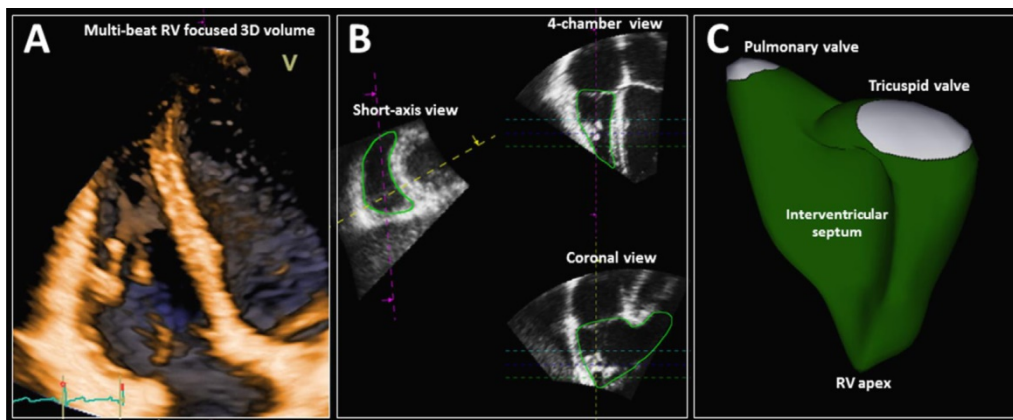 A
Multi-beat RV focused 3D volume
V
B
4-chamber view
Short-axis view
Coronal view
C
Pulmonary valve
Tricuspid valve
Interventricular
septum
RV apex